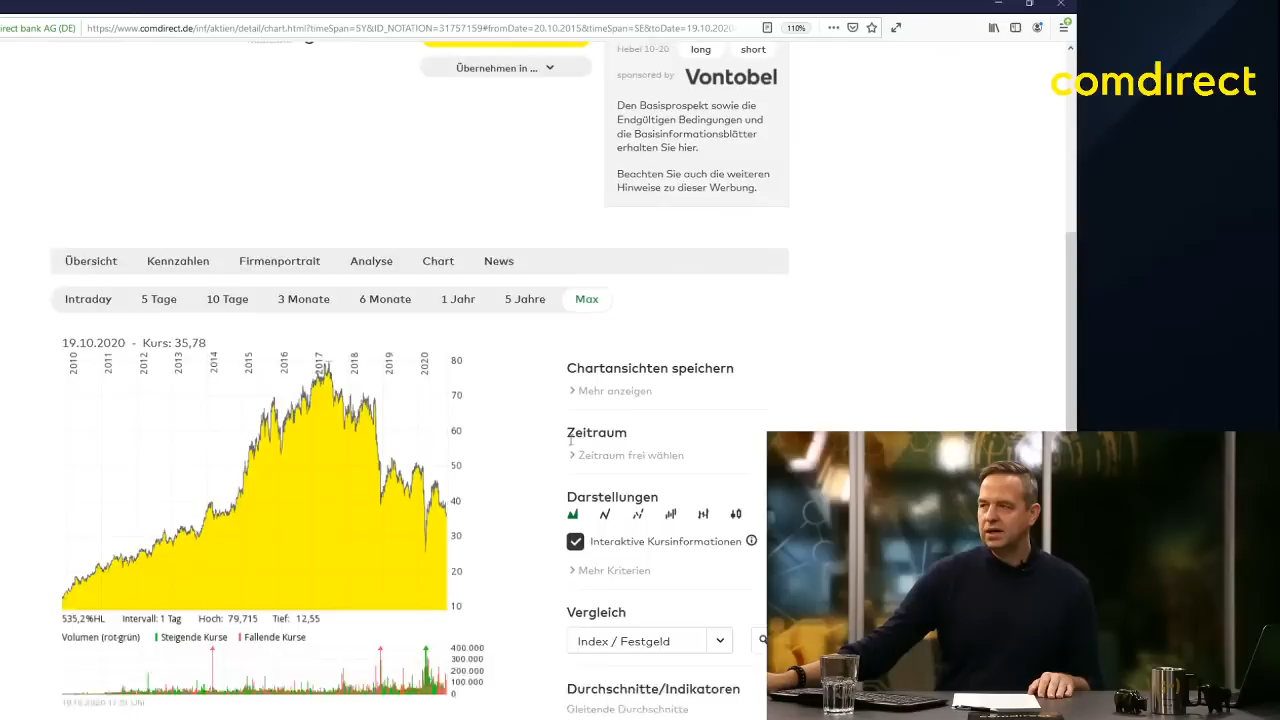 irect bank AG (DE)
https://www.comdirect.de/inf/aktien/detail/chart.html?timeSpan=5Y&ID_NOTATION=31757159#fromDate=20.10.2015&timeSpan=SE&toDate=19.10.2020
110%
comdırect
Übernehmen in ...
Hebel 10-20
long
short
sponsored by
Vontobel
Den Basisprospekt sowie die
Endgültigen Bedingungen und
die Basisinformationsblätter
erhalten Sie hier.
Beachten Sie auch die weiteren
Hinweise zu dieser Werbung.
Übersicht Kennzahlen Firmenportrait Analyse Chart News
Intraday 5 Tage 10 Tage 3 Monate 6 Monate 1 Jahr 5 Jahre Max
19.10.2020 - Kurs: 35,78
2010 2011 2012 2013 2014 2015 2016 2017 2018 2019 2020
80
70
60
50
40
30
20
10
535,2%HL Intervall: 1 Tag Hoch: 79,715 Tief: 12,55
Volumen (rot-grün) Steigende Kurse Fallende Kurse
400.000
300.000
200.000
100 000
0
Chartansichten speichern
Mehr anzeigen
Zeitraum
Zeitraum frei wählen
Darstellungen
Interaktive Kursinformationen
Mehr Kriterien
Vergleich
Index / Festgeld
Durchschnitte/Indikatoren
Gleitende Durchschnitte